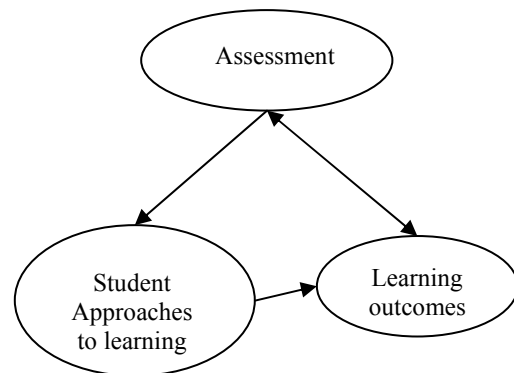 Assessment
Student
Approaches
to learning
Learning
outcomes